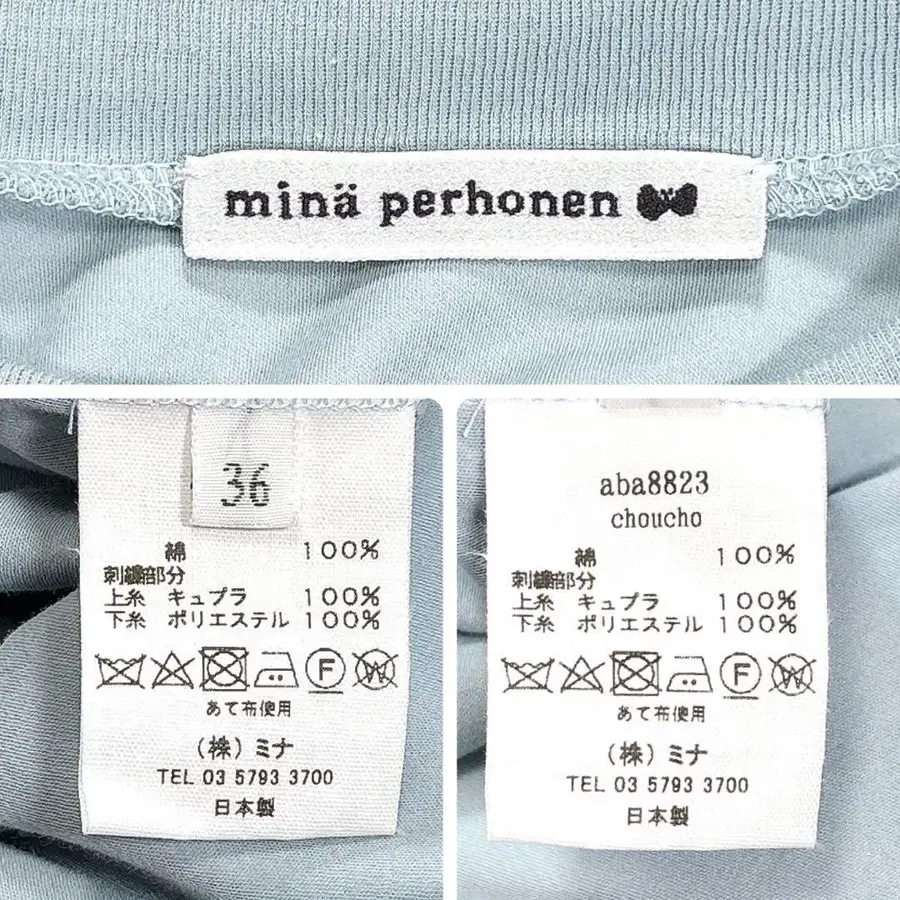 minä perhonen
36
綿 100%
刺繍部分
上糸 キュプラ 100%
下糸 ポリエステル 100%
F W
あて布使用
(株)ミナ
TEL 03 5793 3700
日本製
aba8823
choucho
綿 100%
刺繍部分
上糸 キュプラ 100%
下糸 ポリエステル 100%
F W
あて布使用
(株)ミナ
TEL 03 5793 3700
日本製